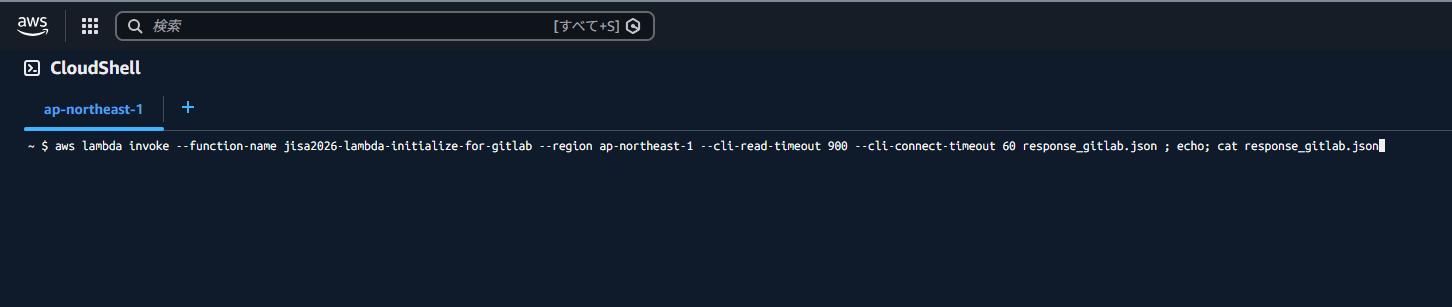 aws
検索
[すべて+S]
CloudShell
ap-northeast-1 +
~ $ aws lambda invoke --function-name jisa2026-lambda-initialize-for-gitlab --region ap-northeast-1 --cli-read-timeout 900 --cli-connect-timeout 60 response_gitlab.json ; echo; cat response_gitlab.json